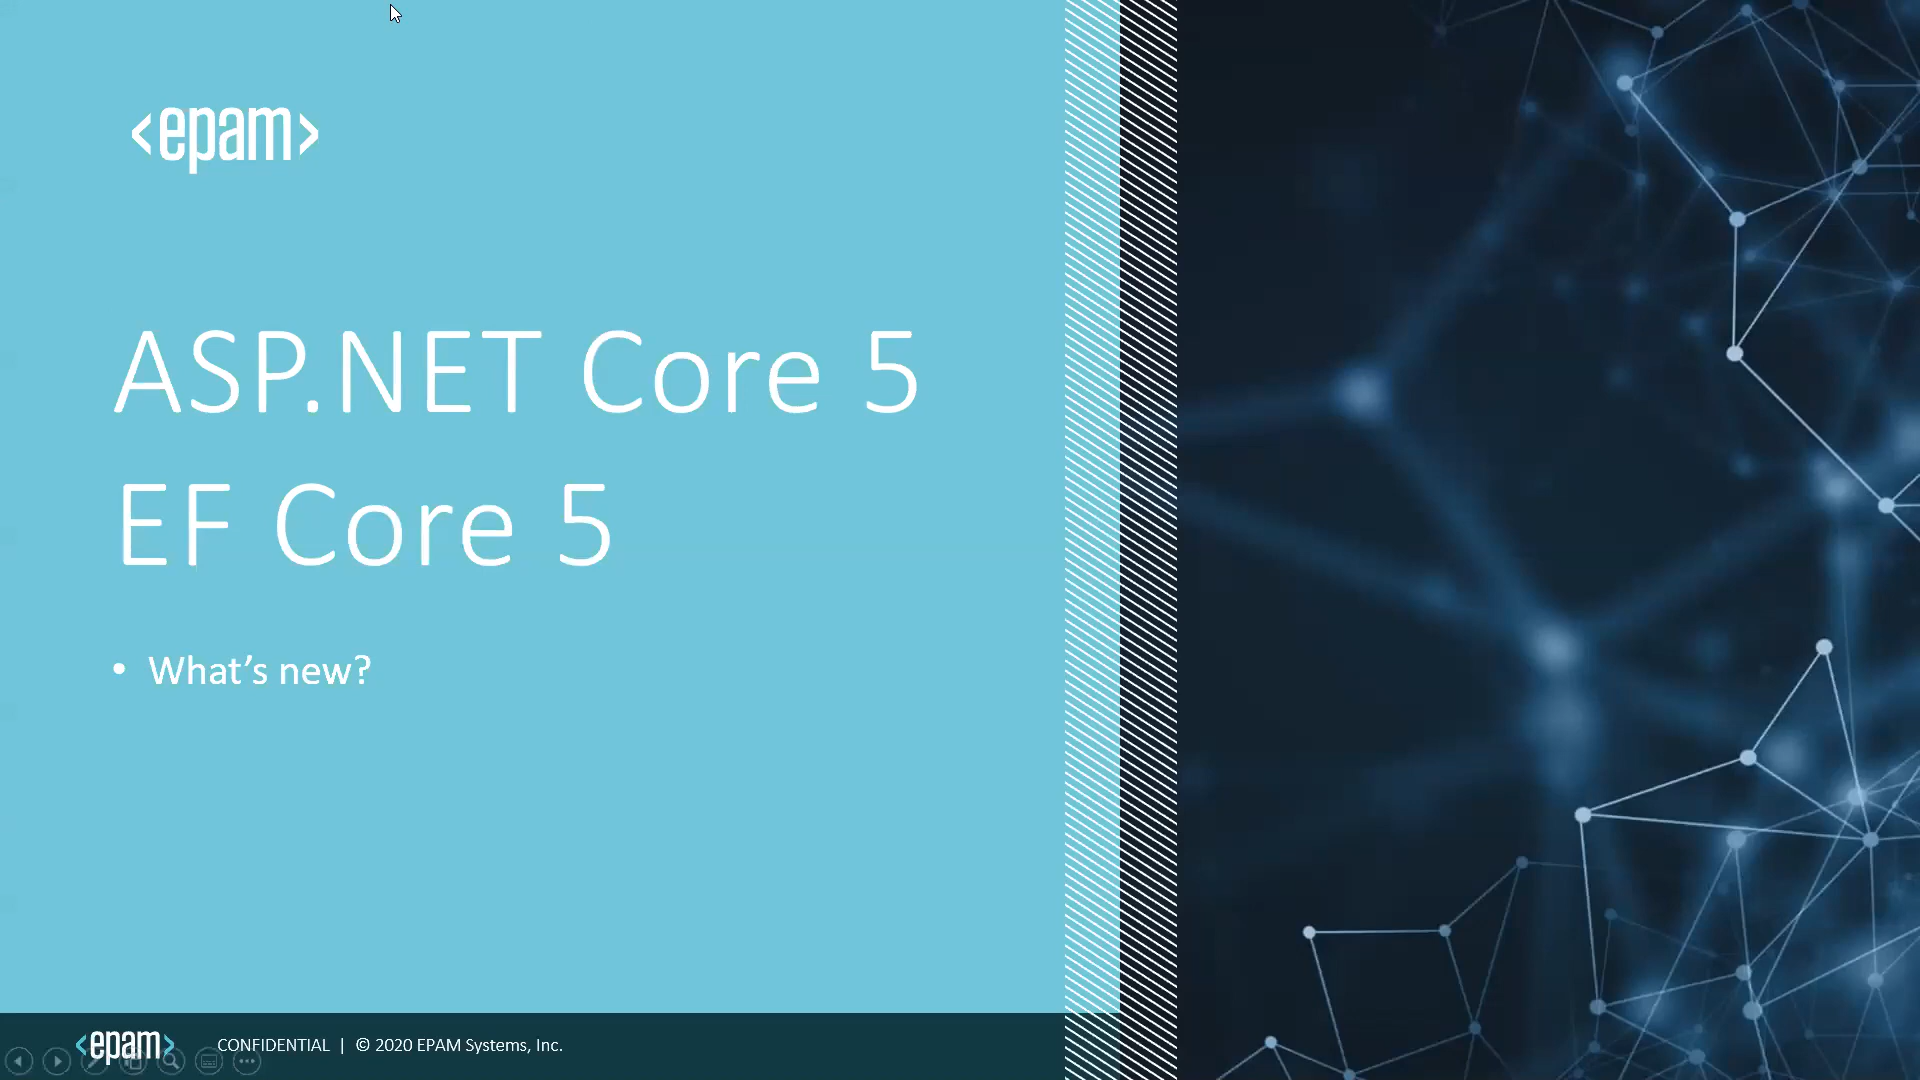 <epam>
ASP.NET Core 5
EF Core 5
• What’s new?
<epam> CONFIDENTIAL | © 2020 EPAM Systems, Inc.